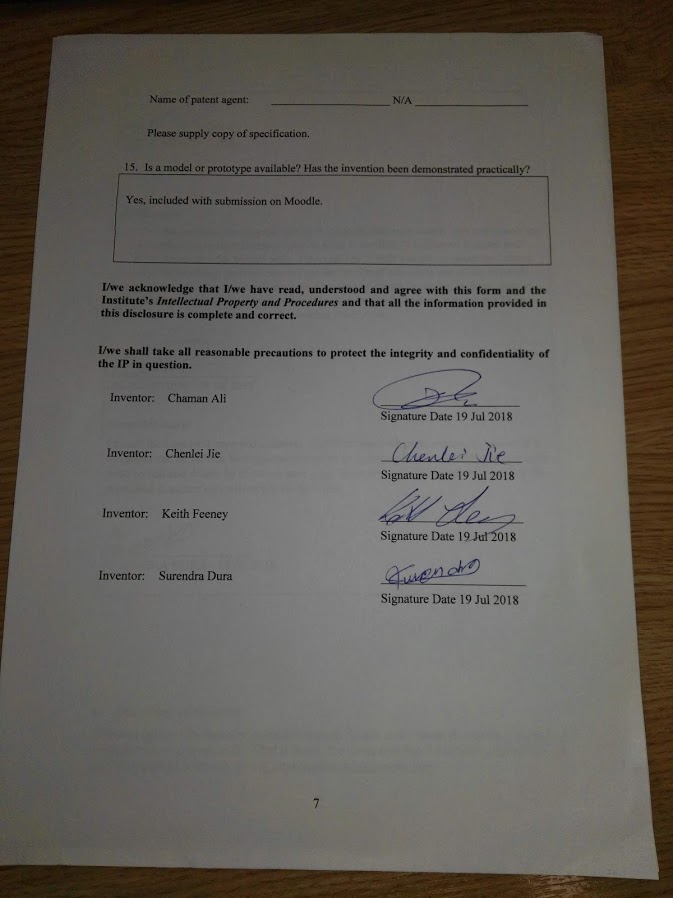 Name of patent agent: ____________________ N/A ____________________
Please supply copy of specification.
15. Is a model or prototype available? Has the invention been demonstrated practically?
Yes, included with submission on Moodle.
I/we acknowledge that I/we have read, understood and agree with this form and the
Institute's Intellectual Property and Procedures and that all the information provided in
this disclosure is complete and correct.
I/we shall take all reasonable precautions to protect the integrity and confidentiality of
the IP in question.
Inventor: Chaman Ali
Signature Date 19 Jul 2018
Inventor: Chenlei Jie
Chenlei Jie
Signature Date 19 Jul 2018
Inventor: Keith Feeney
Signature Date 19 Jul 2018
Inventor: Surendra Dura
Signature Date 19 Jul 2018
7